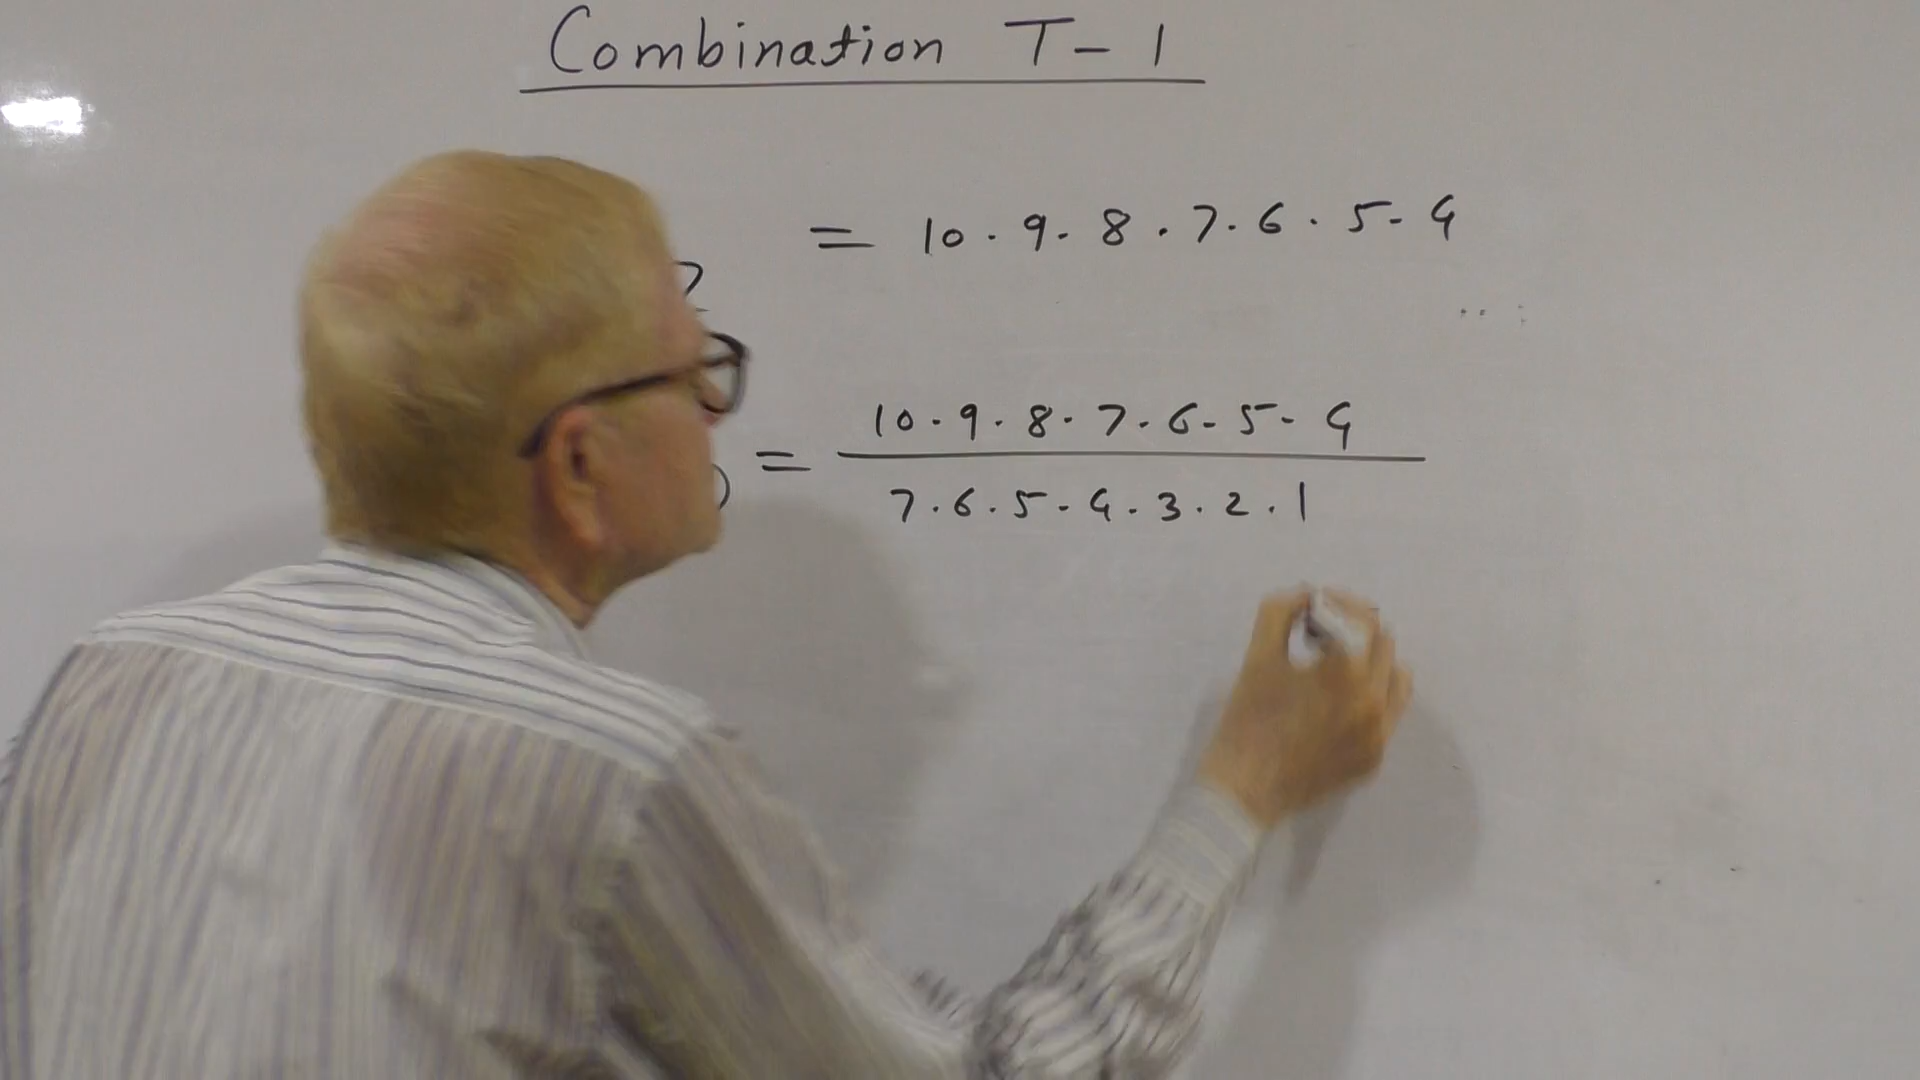 Combination T-1
= 10 . 9 . 8 . 7 . 6 . 5 - 4
7
= 10 . 9 . 8 . 7 . 6 - 5 - 4
) 7 . 6 . 5 - 4 . 3 . 2 . 1